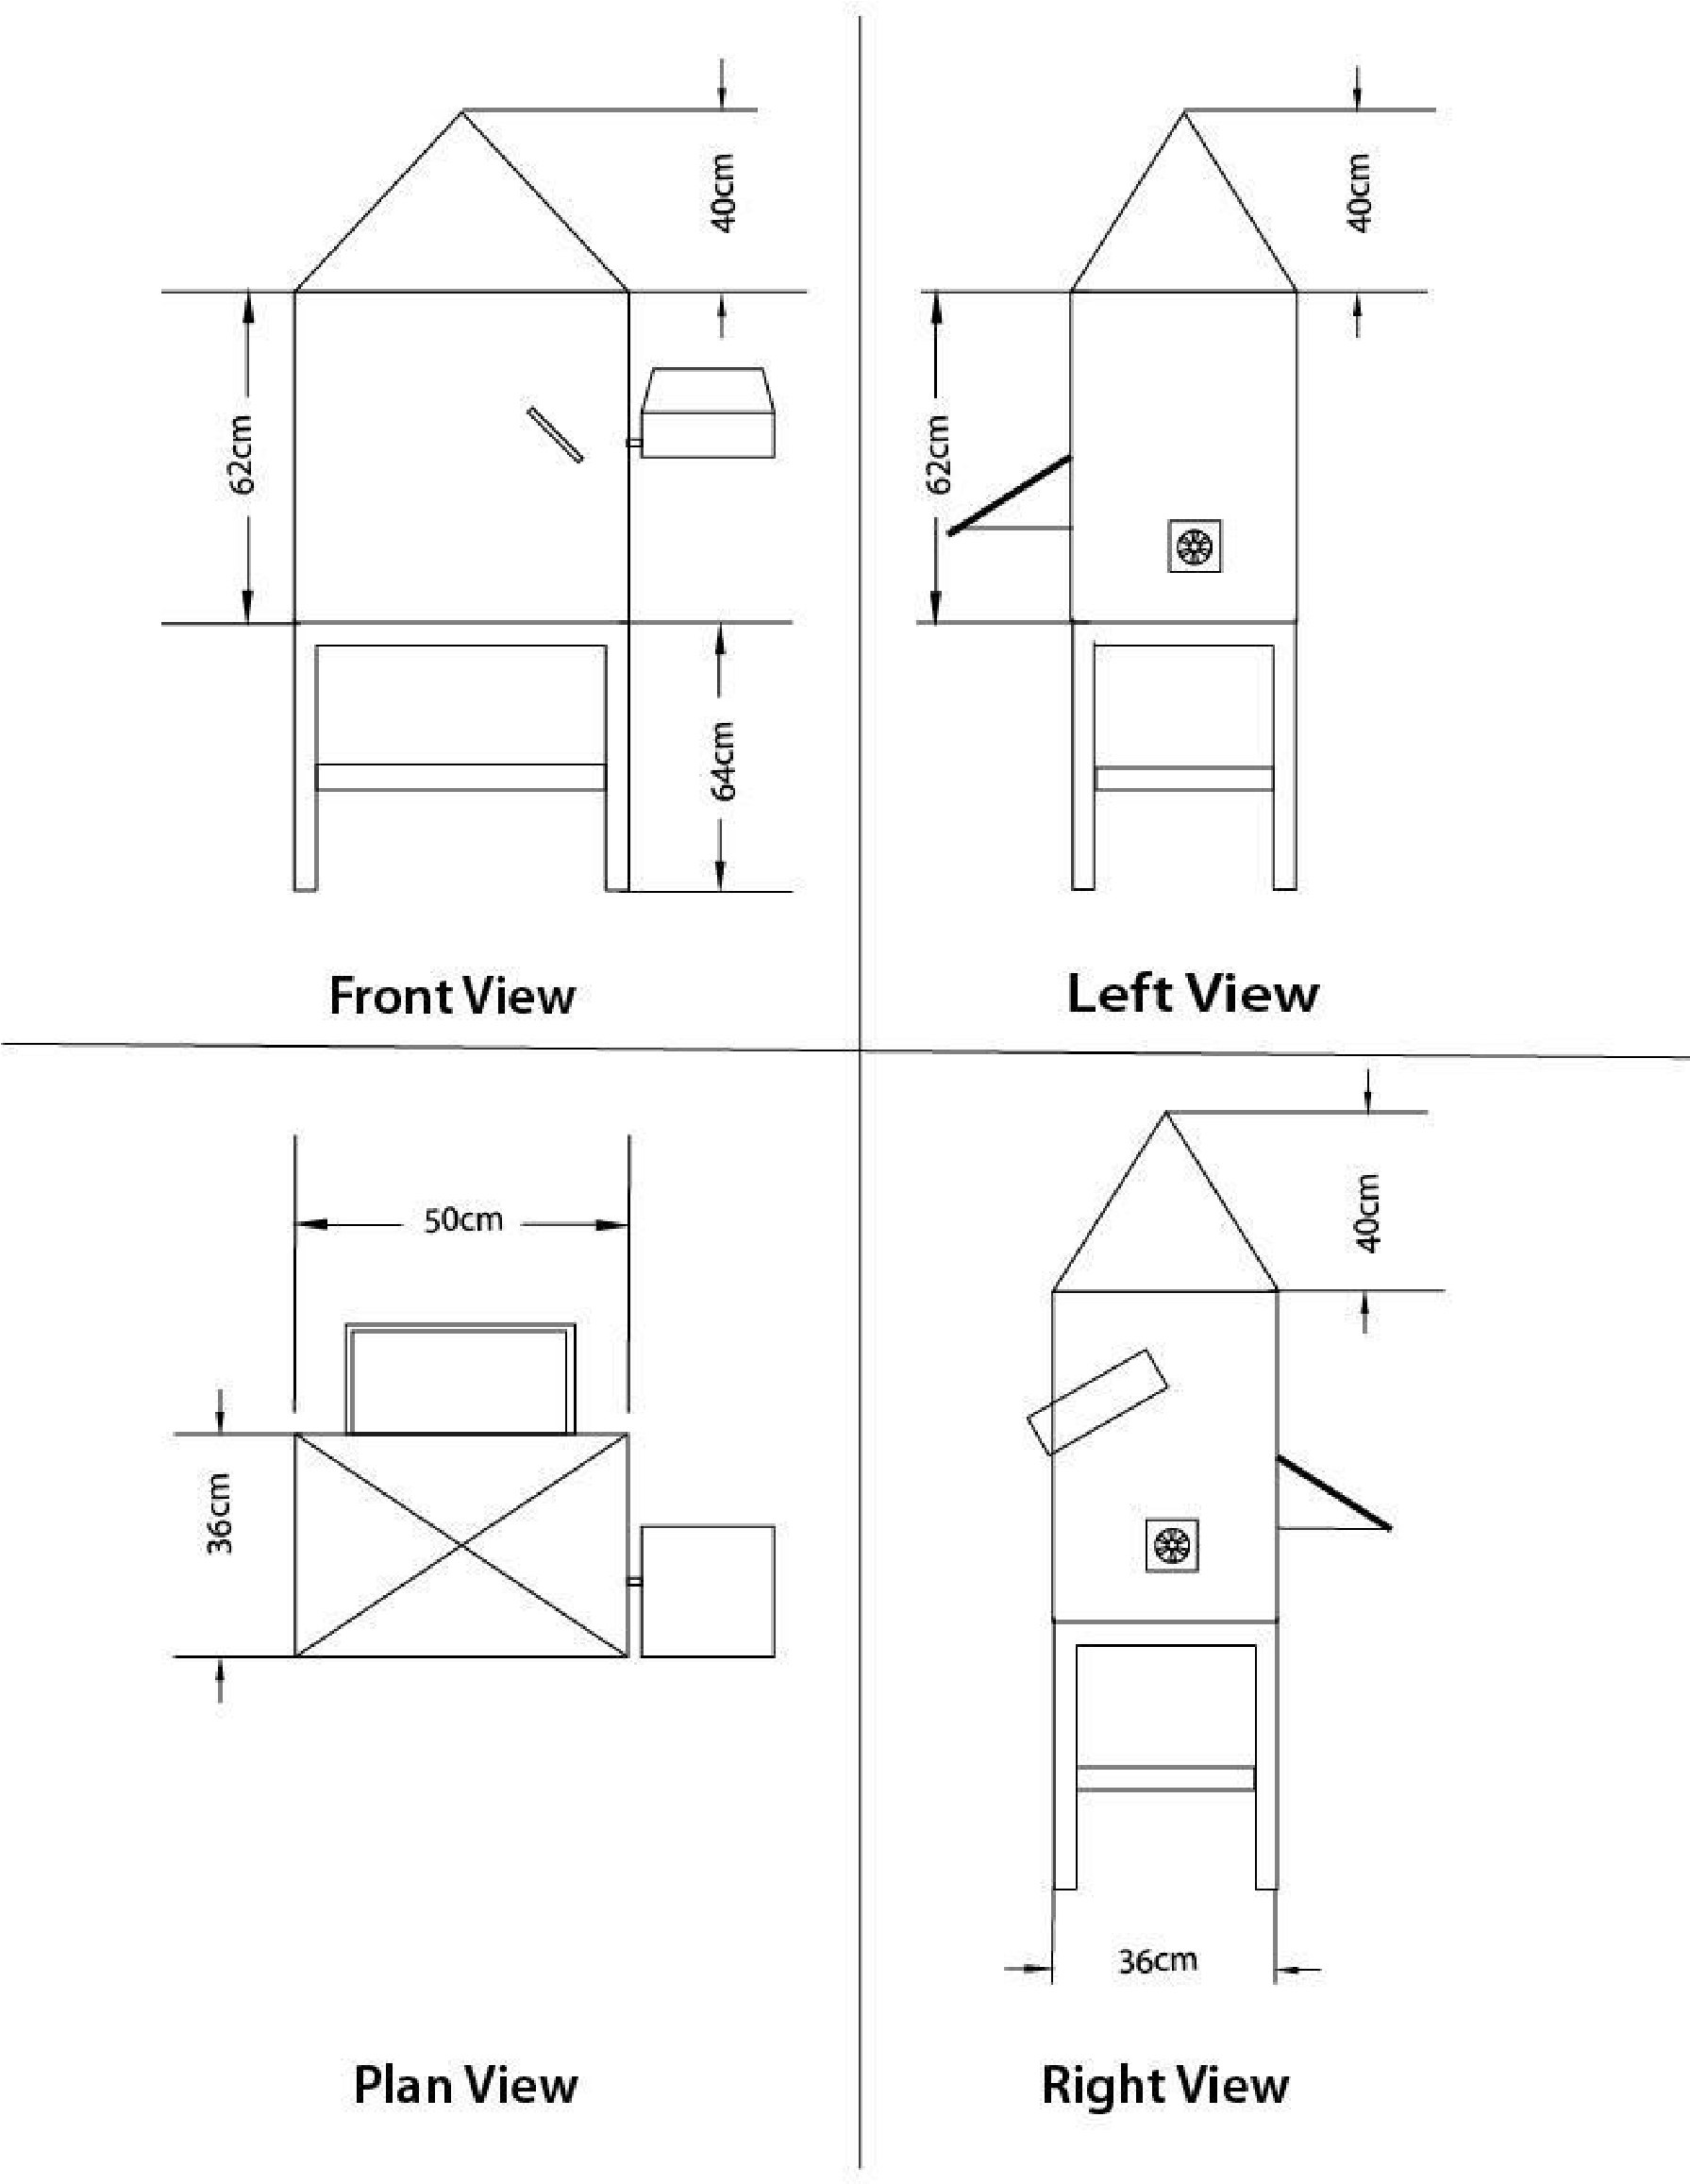 40cm
62cm
64cm
Front View
40cm
62cm
Left View
50cm
36cm
Plan View
40cm
36cm
Right View